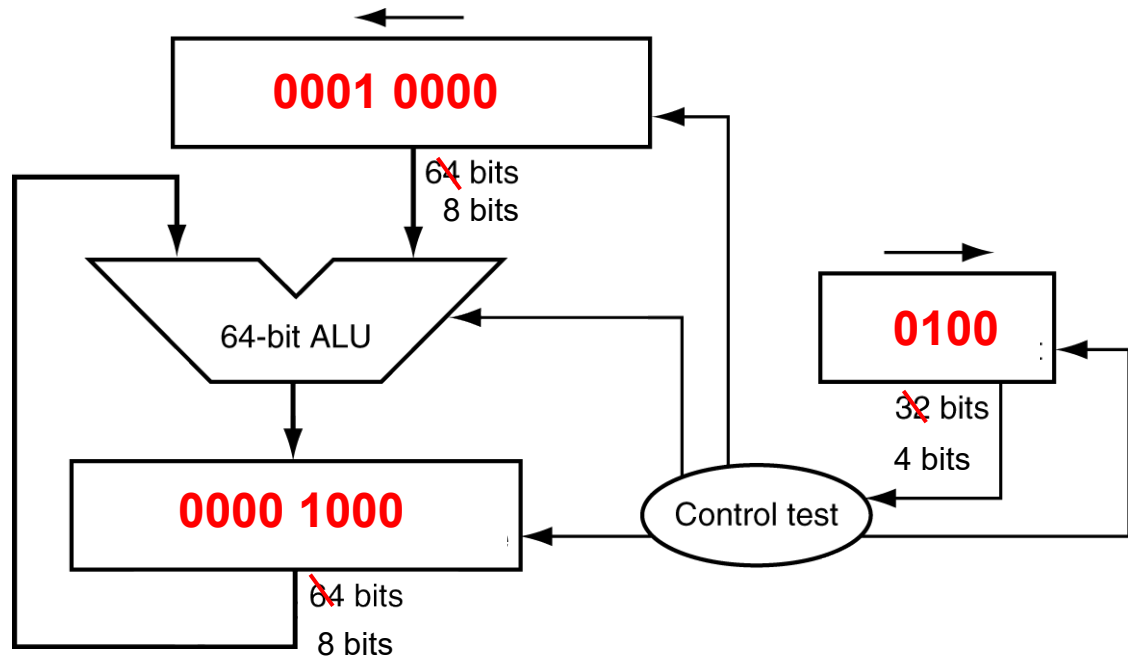 0001 0000
64 bits
8 bits
64-bit ALU
0100
32 bits
4 bits
0000 1000
Control test
64 bits
8 bits